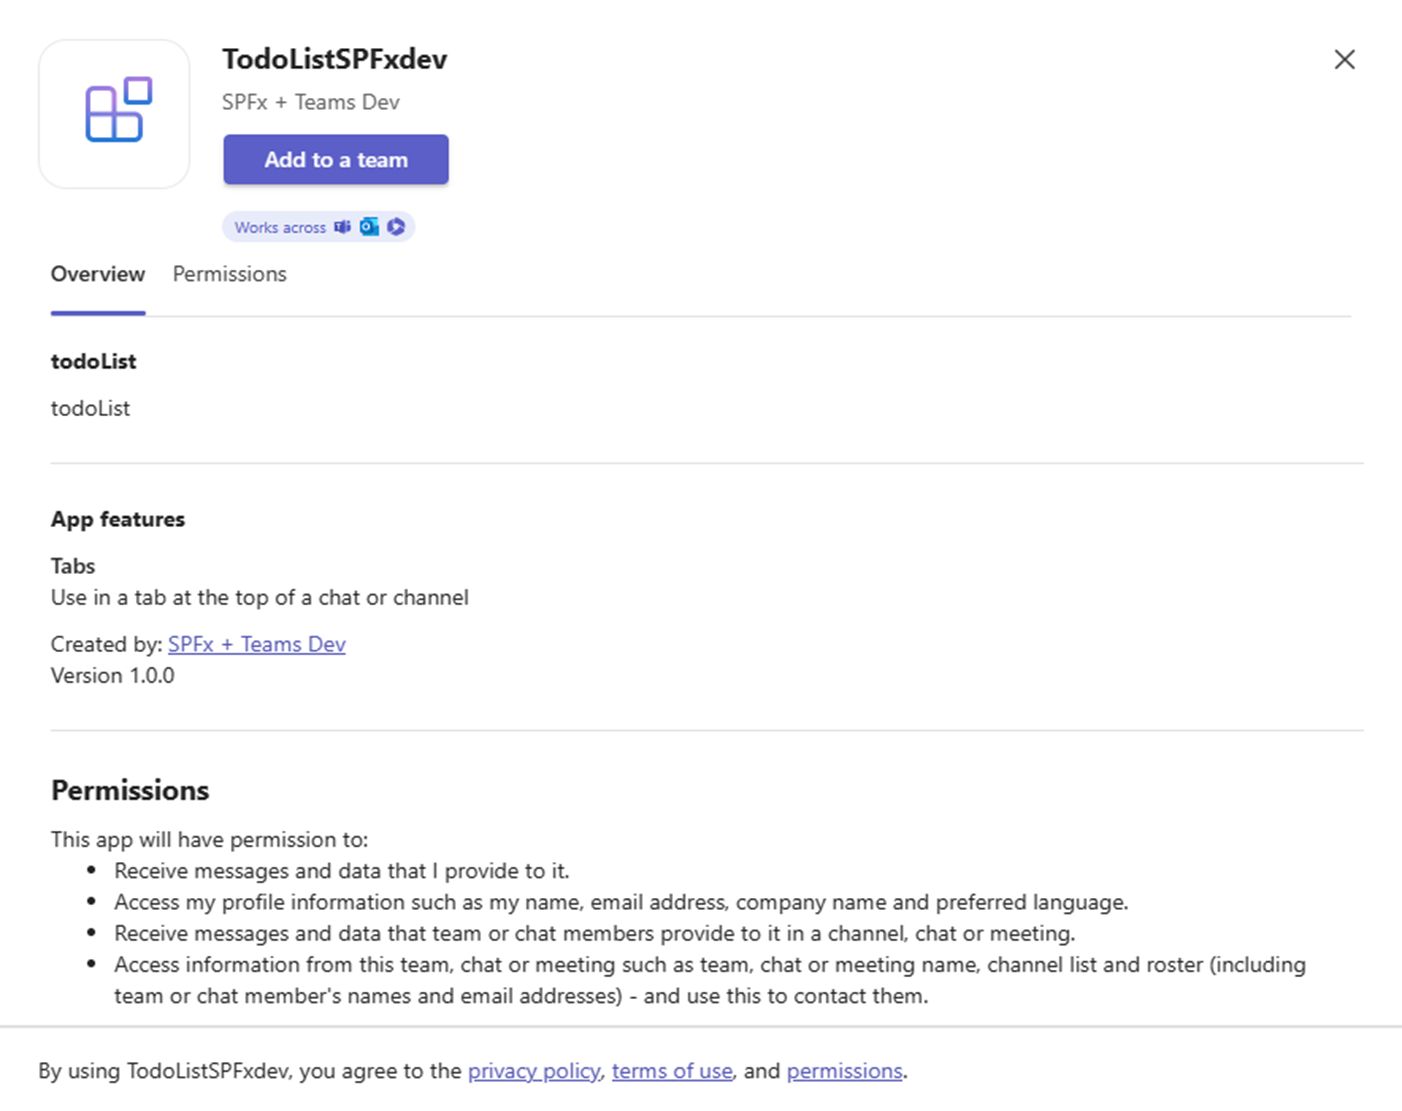 TodoListSPFxdev
SPFx + Teams Dev
Add to a team
Works across
Overview Permissions
todoList
todoList
App features
Tabs
Use in a tab at the top of a chat or channel
Created by: SPFx + Teams Dev
Version 1.0.0
Permissions
This app will have permission to:
• Receive messages and data that I provide to it.
• Access my profile information such as my name, email address, company name and preferred language.
• Receive messages and data that team or chat members provide to it in a channel, chat or meeting.
• Access information from this team, chat or meeting such as team, chat or meeting name, channel list and roster (including
team or chat member's names and email addresses) - and use this to contact them.
By using TodoListSPFxdev, you agree to the privacy policy, terms of use, and permissions.